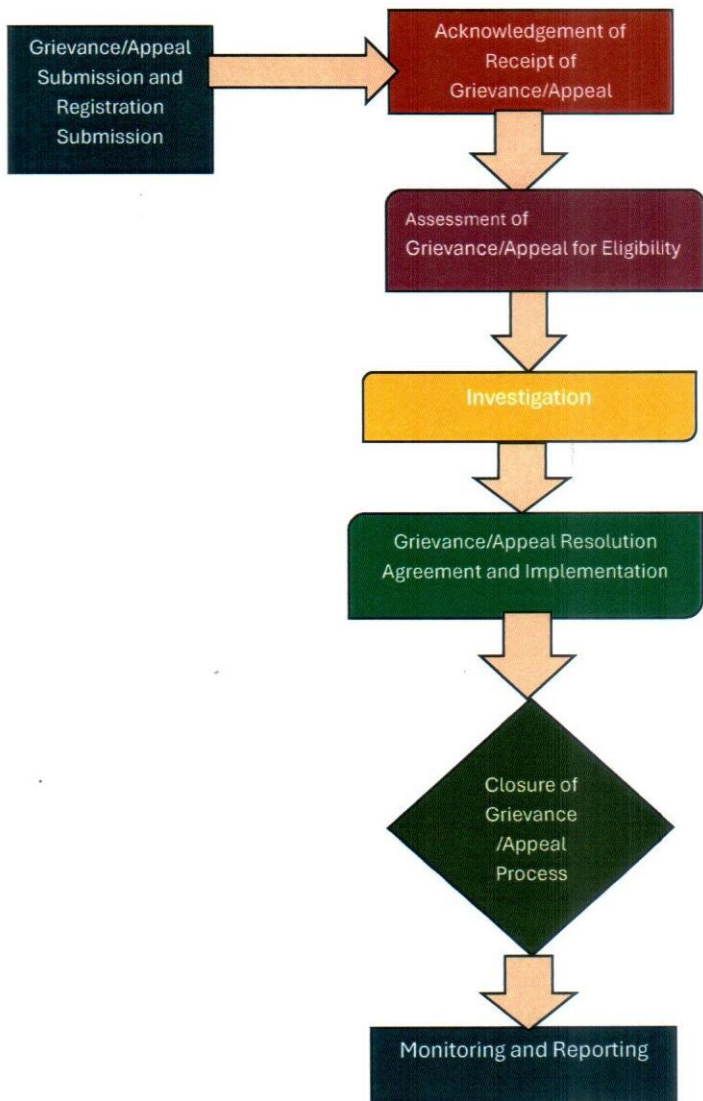 Grievance/Appeal
Submission and
Registration
Submission
Acknowledgement of
Receipt of
Grievance/Appeal
Assessment of
Grievance/Appeal for Eligibility
Investigation
Grievance/Appeal Resolution
Agreement and Implementation
Closure of
Grievance
/Appeal
Process
Monitoring and Reporting